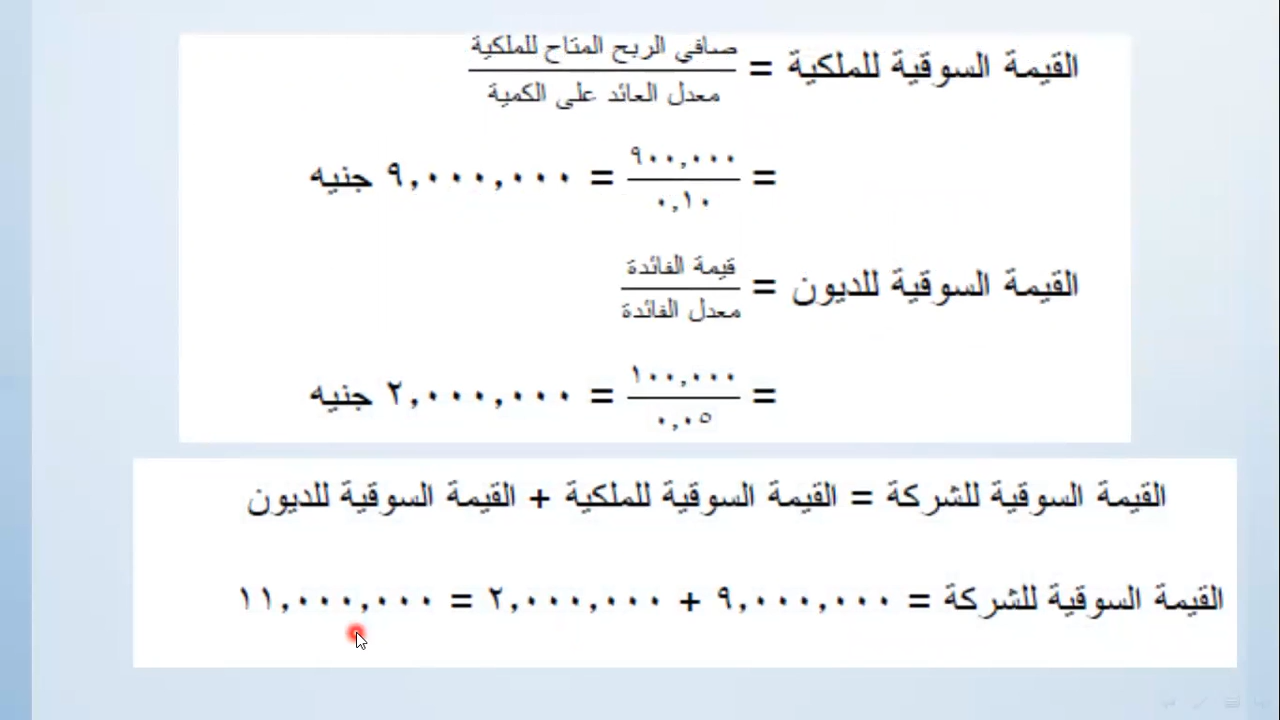 القيمة السوقية للملكية = صافي الربح المتاح للملكية
معدل العائد على الكمية
= ٩٠٠,٠٠٠ = ٩,٠٠٠,٠٠٠ جنيه
٠,١٠
القيمة السوقية للديون = قيمة الفائدة
معدل الفائدة
= ١٠٠,٠٠٠ = ٢,٠٠٠,٠٠٠ جنيه
٠,٠٥
القيمة السوقية للشركة = القيمة السوقية للملكية + القيمة السوقية للديون
القيمة السوقية للشركة = ٩,٠٠٠,٠٠٠ + ٢,٠٠٠,٠٠٠ = ١١,٠٠٠,٠٠٠